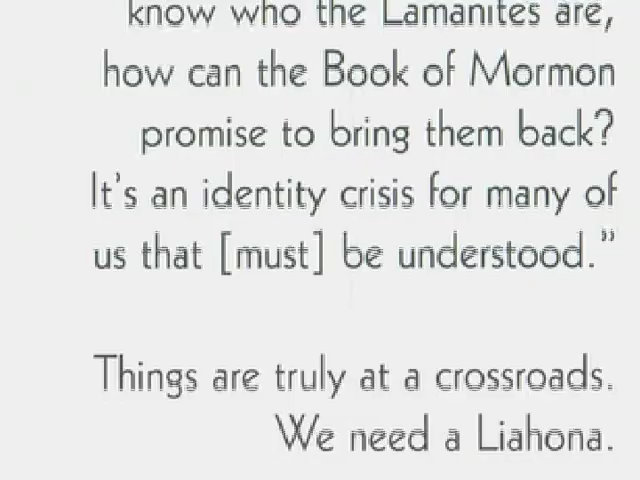 know who the Lamanites are,
how can the Book of Mormon
promise to bring them back?
It's an identity crisis for many of
us that [must] be understood.”
Things are truly at a crossroads.
We need a Liahona.